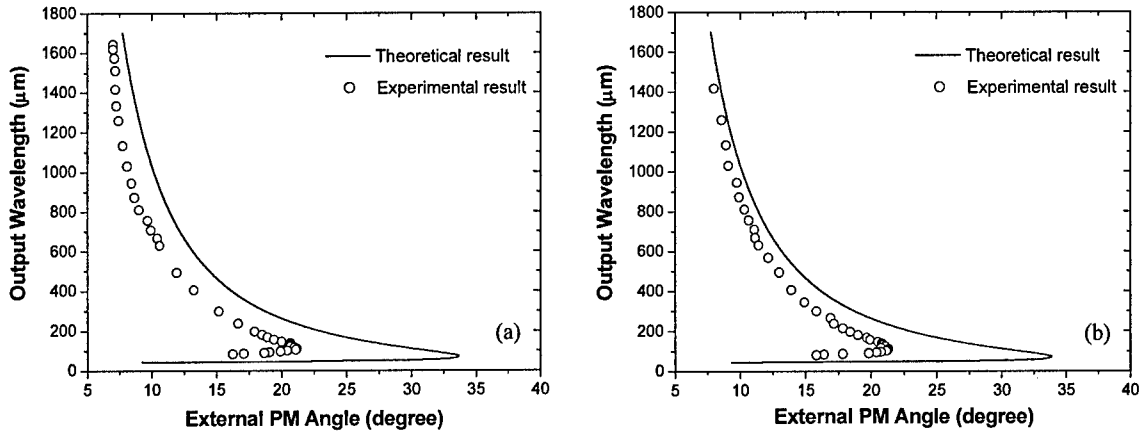 1800
1600
1400
1200
1000
800
600
400
200
0
5 10 15 20 25 30 35 40
Output Wavelength (μm)
External PM Angle (degree)
Theoretical result
Experimental result
(a)
1800
1600
1400
1200
1000
800
600
400
200
0
5 10 15 20 25 30 35 40
Output Wavelength (μm)
External PM Angle (degree)
Theoretical result
Experimental result
(b)